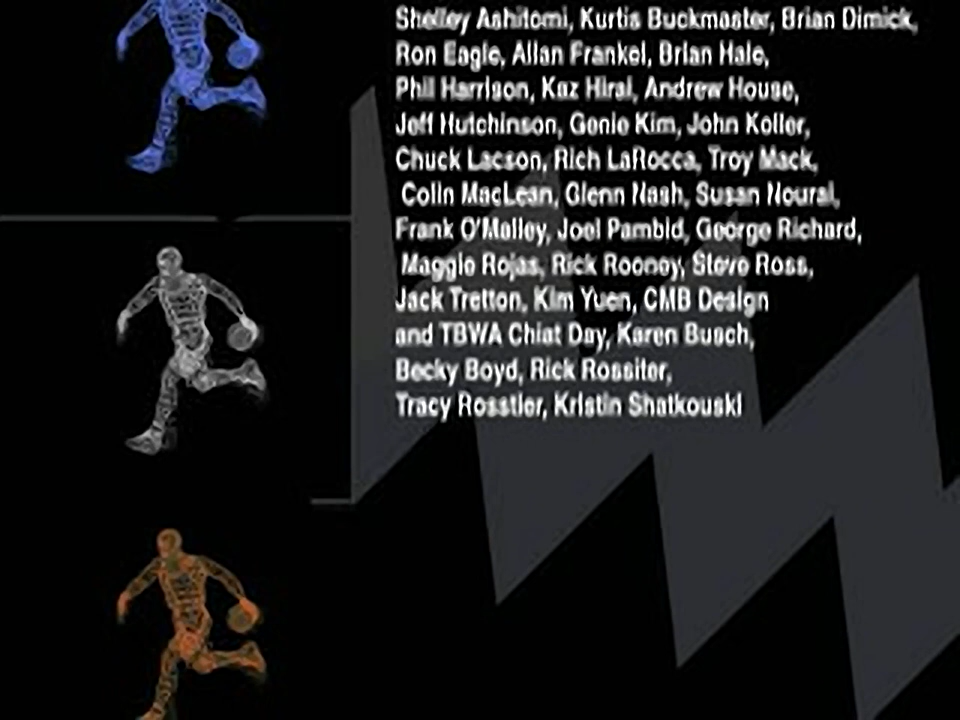 Shelley Ashitomi, Kurtis Buckmaster, Brian Dimick,
Ron Eagle, Allan Frankel, Brian Hale,
Phil Harrison, Kaz Hirai, Andrew House,
Jeff Hutchinson, Genie Kim, John Koller,
Chuck Lacson, Rich LaRocca, Troy Mack,
Colin MacLean, Glenn Nash, Susan Nourai,
Frank O'Malley, Joel Pambid, George Richard,
Maggie Rojas, Rick Rooney, Steve Ross,
Jack Tretton, Kim Yuen, CMB Design
and TBWA Chiat Day, Karen Busch,
Becky Boyd, Rick Rossiter,
Tracy Rosstier, Kristin Shatkouski